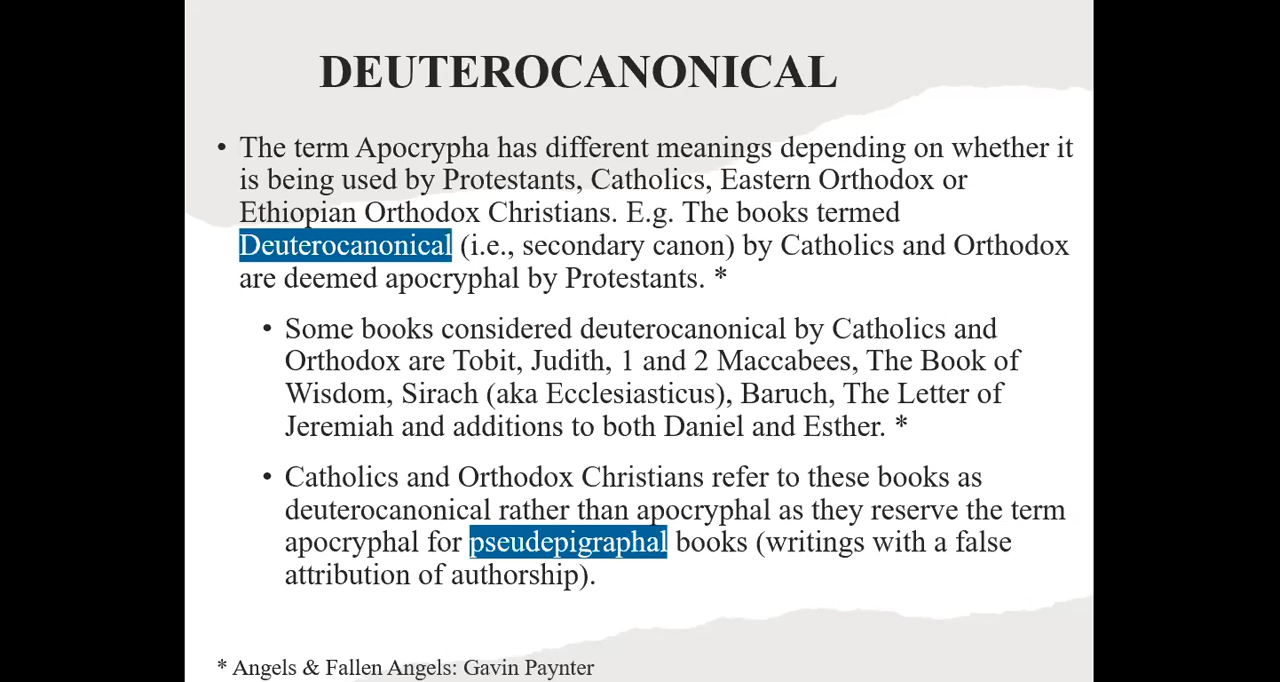 DEUTEROCANONICAL
• The term Apocrypha has different meanings depending on whether it
is being used by Protestants, Catholics, Eastern Orthodox or
Ethiopian Orthodox Christians. E.g. The books termed
Deuterocanonical (i.e., secondary canon) by Catholics and Orthodox
are deemed apocryphal by Protestants. *
• Some books considered deuterocanonical by Catholics and
Orthodox are Tobit, Judith, 1 and 2 Maccabees, The Book of
Wisdom, Sirach (aka Ecclesiasticus), Baruch, The Letter of
Jeremiah and additions to both Daniel and Esther. *
• Catholics and Orthodox Christians refer to these books as
deuterocanonical rather than apocryphal as they reserve the term
apocryphal for pseudepigraphal books (writings with a false
attribution of authorship).
* Angels & Fallen Angels: Gavin Paynter